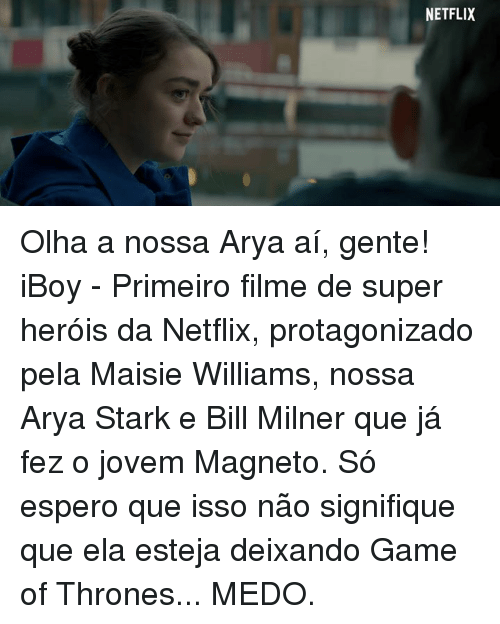 NETFLIX
Olha a nossa Arya aí, gente!
iBoy - Primeiro filme de super
heróis da Netflix, protagonizado
pela Maisie Williams, nossa
Arya Stark e Bill Milner que já
fez o jovem Magneto. Só
espero que isso não signifique
que ela esteja deixando Game
of Thrones... MEDO.